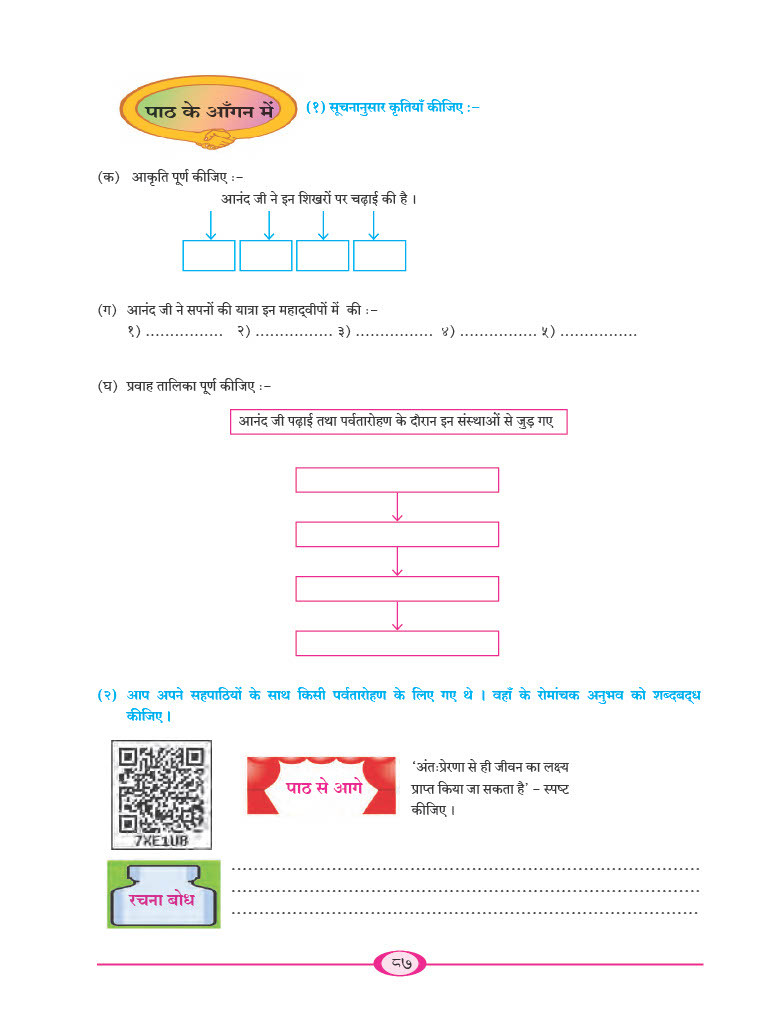 पाठ के आँगन में
(१) सूचनानुसार कृतियाँ कीजिए :–
(क) आकृति पूर्ण कीजिए :–
आनंद जी ने इन शिखरों पर चढ़ाई की है ।
(ग) आनंद जी ने सपनों की यात्रा इन महाद्वीपों में की :–
१) ................ २) ................ ३) ................ ४) ................ ५) ................
(घ) प्रवाह तालिका पूर्ण कीजिए :–
आनंद जी पढ़ाई तथा पर्वतारोहण के दौरान इन संस्थाओं से जुड़ गए
(२) आप अपने सहपाठियों के साथ किसी पर्वतारोहण के लिए गए थे । वहाँ के रोमांचक अनुभव को शब्दबद्ध
कीजिए ।
7XE1U8
पाठ से आगे
‘अंतःप्रेरणा से ही जीवन का लक्ष्य
प्राप्त किया जा सकता है’ – स्पष्ट
कीजिए ।
रचना बोध
....................................................................................
....................................................................................
....................................................................................
८७